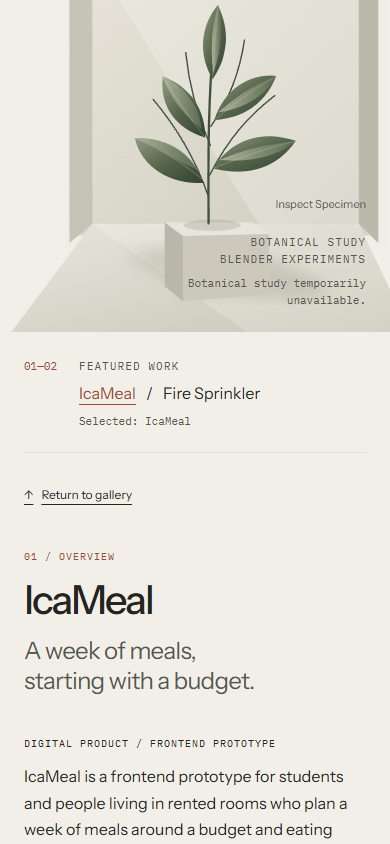 Inspect Specimen
BOTANICAL STUDY
BLENDER EXPERIMENTS
Botanical study temporarily
unavailable.
01—02 FEATURED WORK
IcaMeal / Fire Sprinkler
Selected: IcaMeal
↑ Return to gallery
01 / OVERVIEW
IcaMeal
A week of meals,
starting with a budget.
DIGITAL PRODUCT / FRONTEND PROTOTYPE
IcaMeal is a frontend prototype for students
and people living in rented rooms who plan a
week of meals around a budget and eating